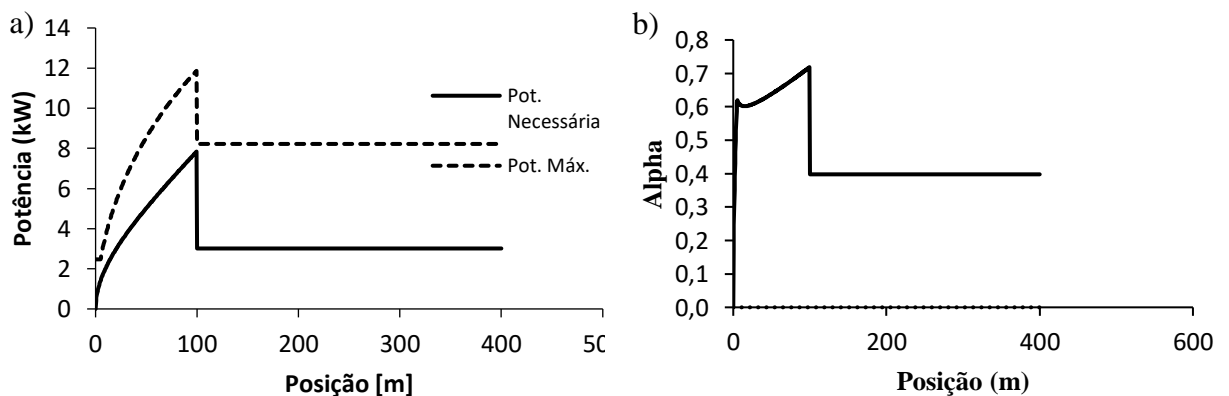 a)
Potência (kW)
14
12
10
8
6
4
2
0
0 100 200 300 400 50
Posição [m]
Pot.
Necessária
Pot. Máx.
b)
Alpha
0,8
0,7
0,6
0,5
0,4
0,3
0,2
0,1
0,0
0 200 400 600
Posição (m)